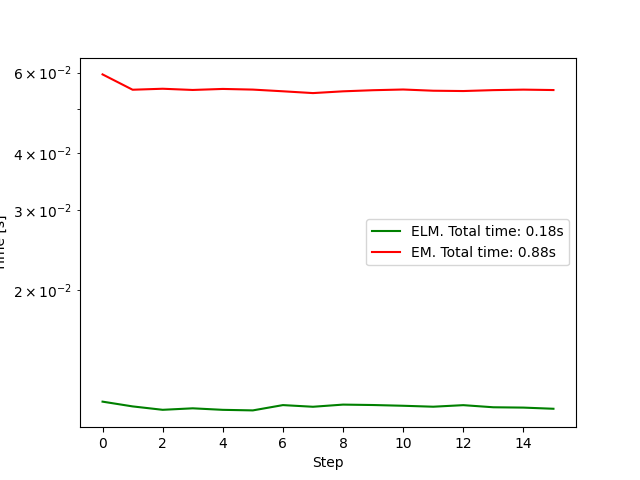 6 × 10⁻²
4 × 10⁻²
3 × 10⁻²
2 × 10⁻²
[s]
ELM. Total time: 0.18s
EM. Total time: 0.88s
0 2 4 6 8 10 12 14
Step